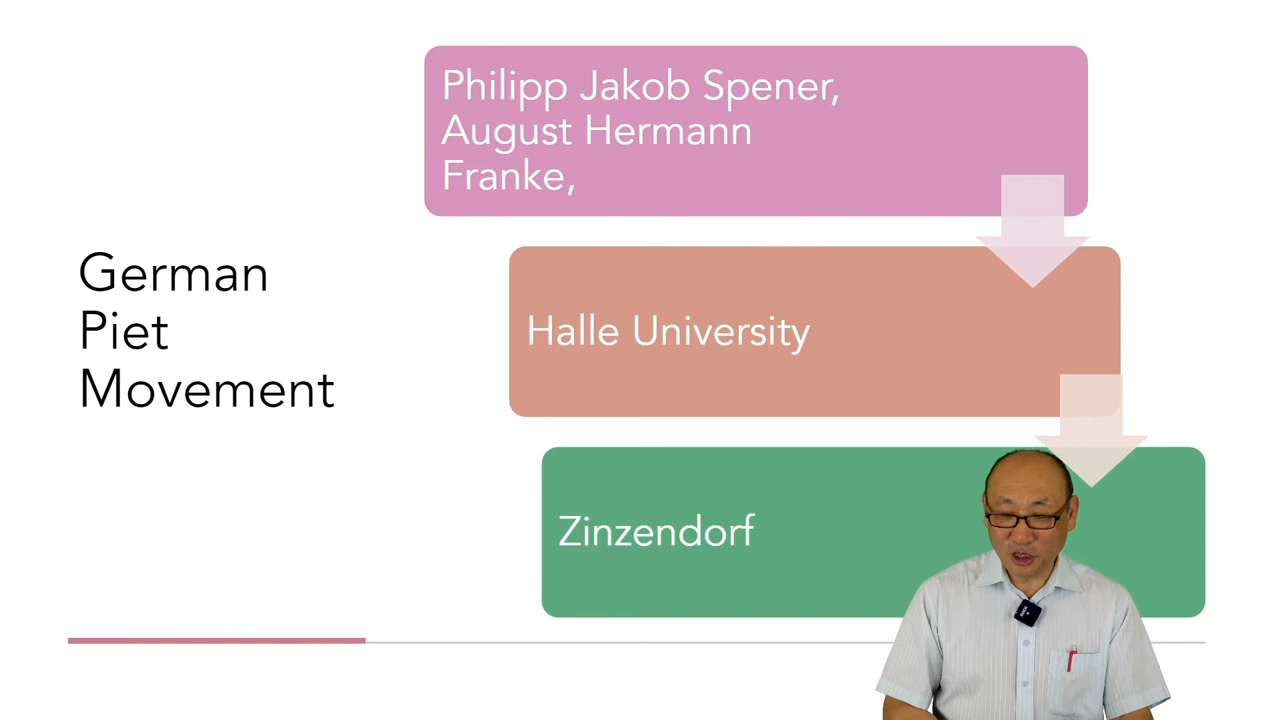 German
Piet
Movement
Philipp Jakob Spener,
August Hermann
Franke,
Halle University
Zinzendorf